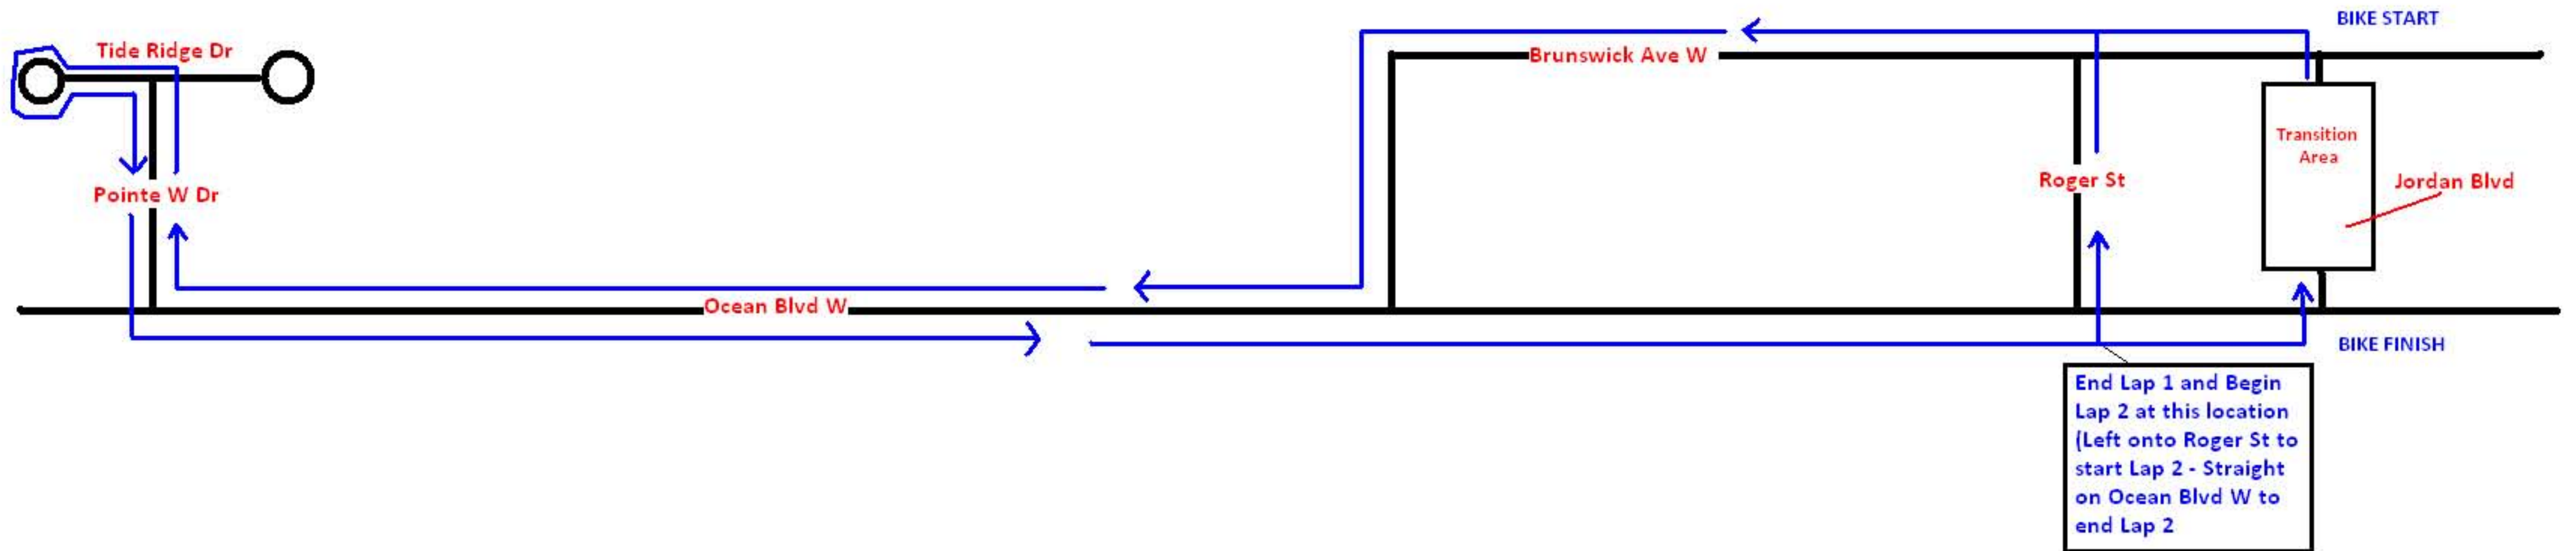 BIKE START
Tide Ridge Dr
Brunswick Ave W
Transition
Area
Roger St
Jordan Blvd
Pointe W Dr
Ocean Blvd W
BIKE FINISH
End Lap 1 and Begin
Lap 2 at this location
(Left onto Roger St to
start Lap 2 - Straight
on Ocean Blvd W to
end Lap 2